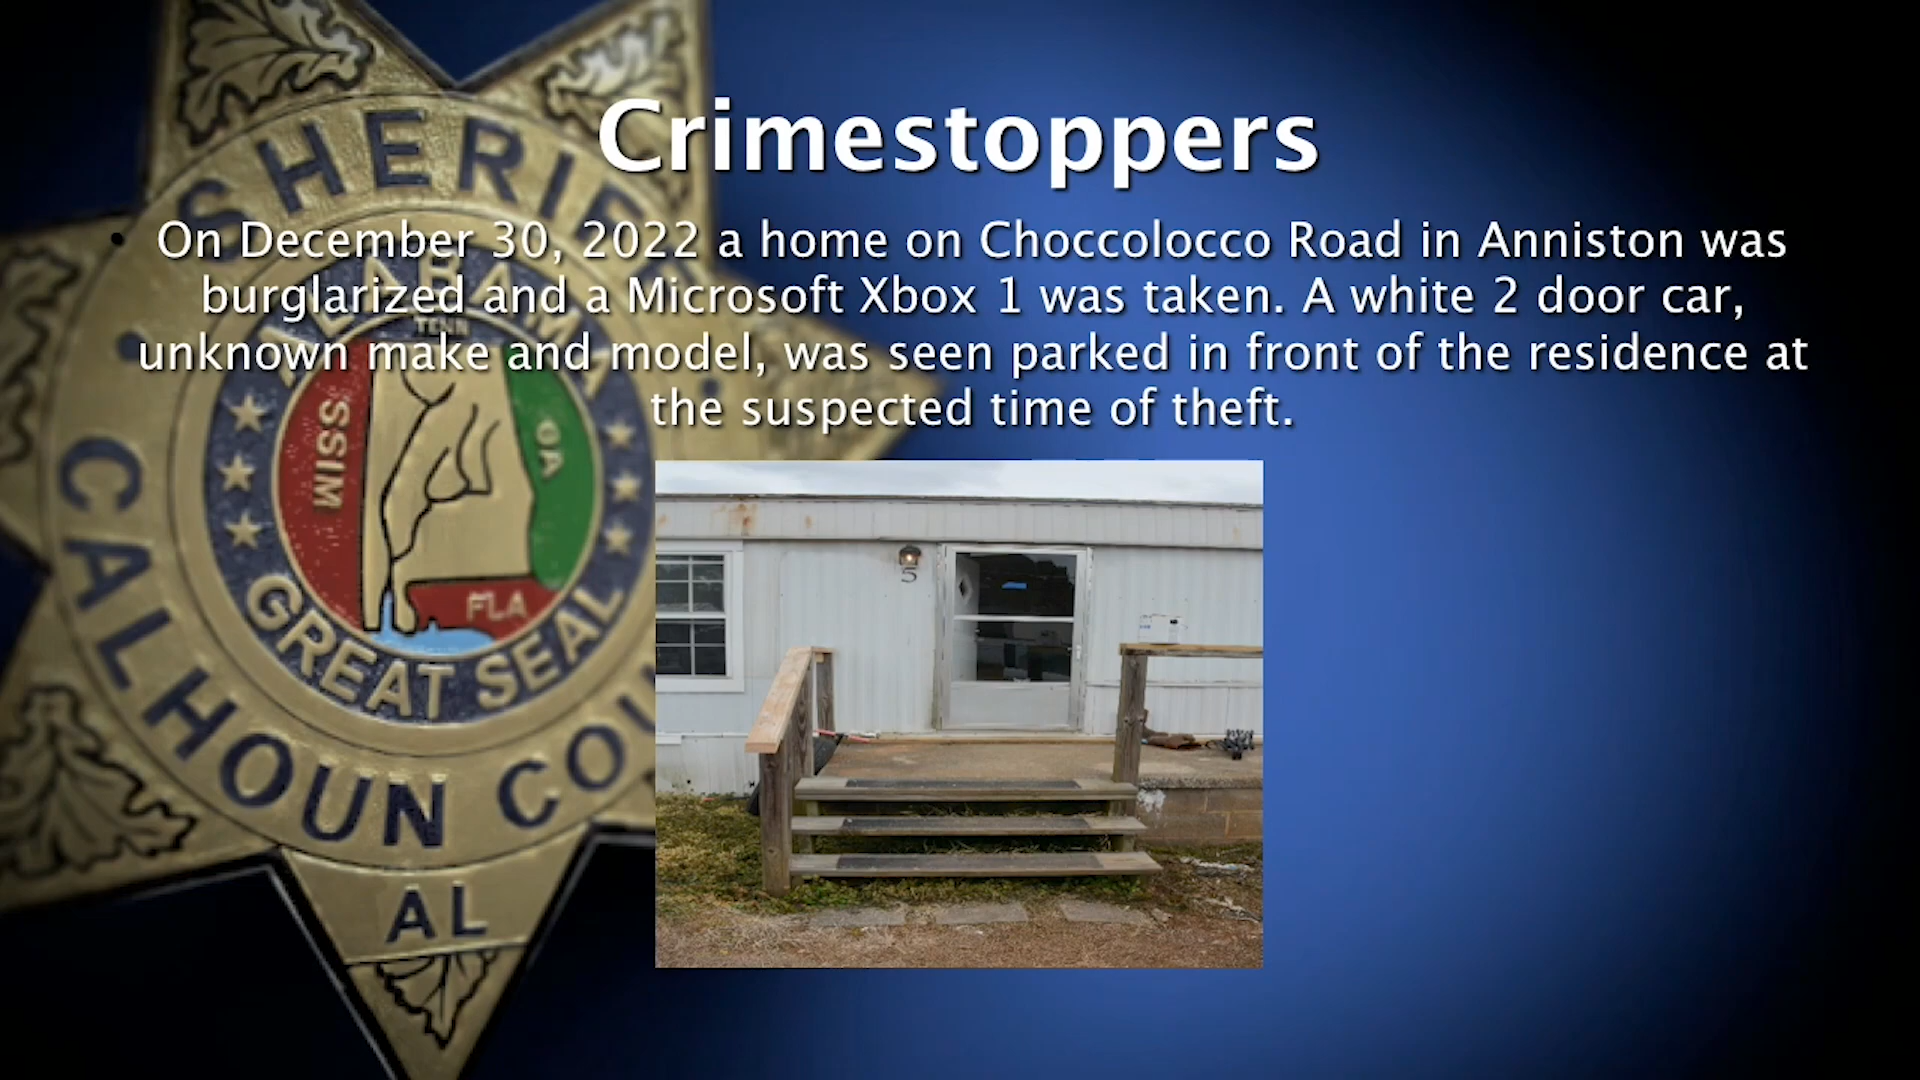 Crimestoppers
• On December 30, 2022 a home on Choccolocco Road in Anniston was
burglarized and a Microsoft Xbox 1 was taken. A white 2 door car,
unknown make and model, was seen parked in front of the residence at
the suspected time of theft.
SHERIFF
ALABAMA
TENN
MISS
GA
FLA
GREAT SEAL
CALHOUN COU
AL
5